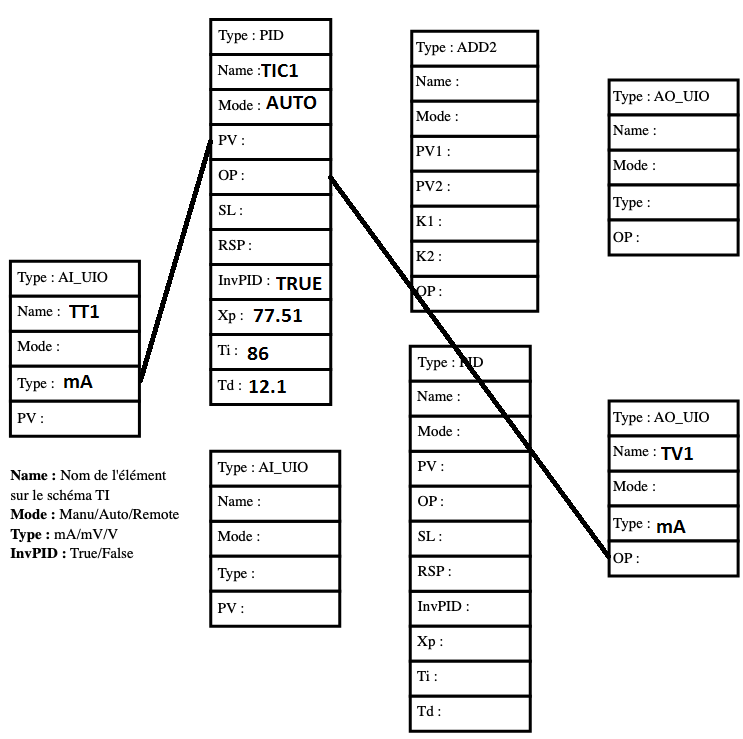 Type : PID
Name :TIC1
Mode : AUTO
PV :
OP :
SL :
RSP :
InvPID : TRUE
Xp : 77.51
Ti : 86
Td : 12.1
Type : ADD2
Name :
Mode :
PV1 :
PV2 :
K1 :
K2 :
OP :
Type : AO_UIO
Name :
Mode :
Type :
OP :
Type : AI_UIO
Name : TT1
Mode :
Type : mA
PV :
Name : Nom de l'élément
sur le schéma TI
Mode : Manu/Auto/Remote
Type : mA/mV/V
InvPID : True/False
Type : AI_UIO
Name :
Mode :
Type :
PV :
Type : PID
Name :
Mode :
PV :
OP :
SL :
RSP :
InvPID :
Xp :
Ti :
Td :
Type : AO_UIO
Name : TV1
Mode :
Type : mA
OP :